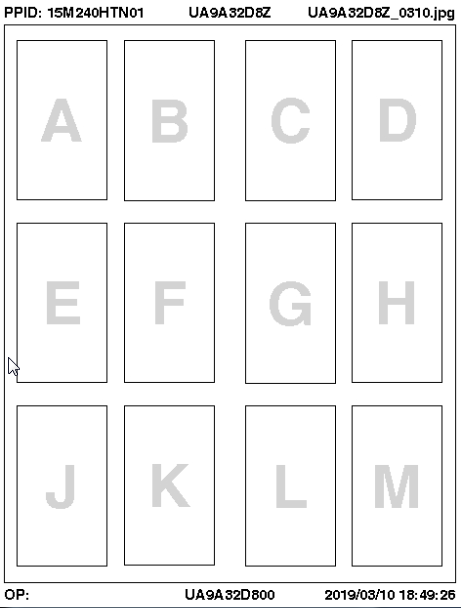 PPID: 15M240HTN01 UA9A32D8Z UA9A32D8Z_0310.jpg
A B C D
E F G H
J K L M
OP: UA9A32D800 2019/03/10 18:49:26